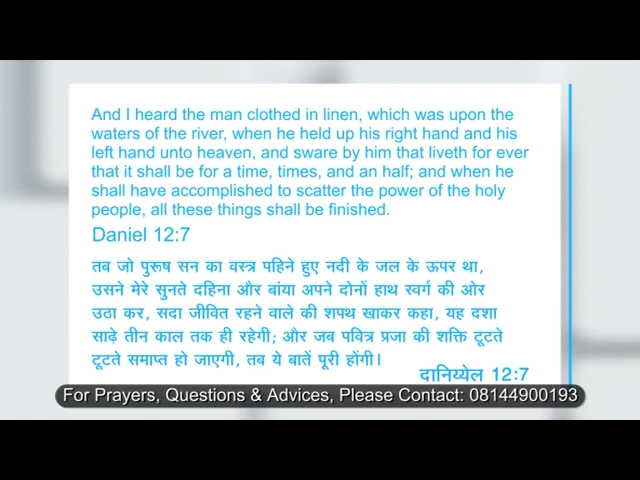 And I heard the man clothed in linen, which was upon the
waters of the river, when he held up his right hand and his
left hand unto heaven, and sware by him that liveth for ever
that it shall be for a time, times, and an half; and when he
shall have accomplished to scatter the power of the holy
people, all these things shall be finished.
Daniel 12:7
तब जो पुरूष सन का वस्त्र पहिने हुए नदी के जल के ऊपर था,
उसने मेरे सुनते दहिना और बांया अपने दोनों हाथ स्वर्ग की ओर
उठा कर, सदा जीवित रहने वाले की शपथ खाकर कहा, यह दशा
साढ़े तीन काल तक ही रहेगी; और जब पवित्र प्रजा की शक्ति टूटते
टूटते समाप्त हो जाएगी, तब ये बातें पूरी होंगी।
दानिय्येल 12:7
For Prayers, Questions & Advices, Please Contact: 08144900193